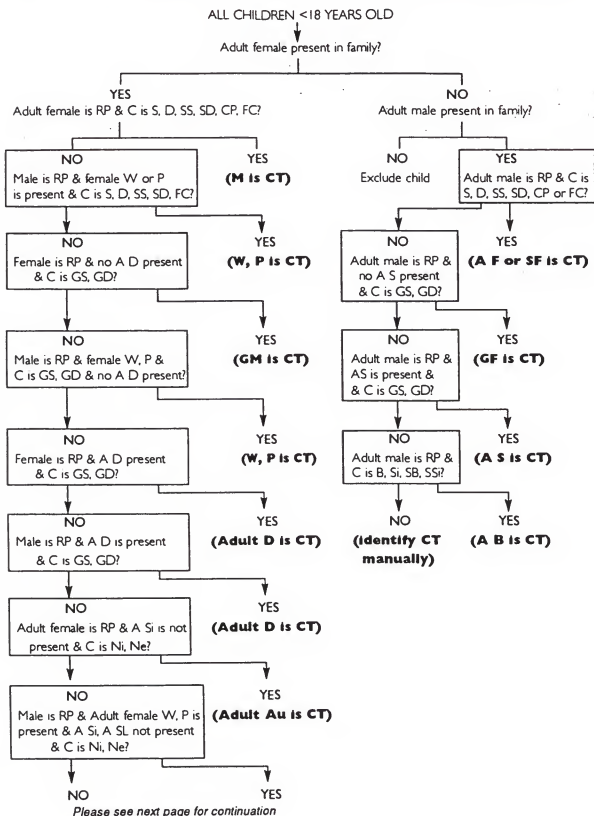 ALL CHILDREN <18 YEARS OLD
Adult female present in family?
YES
Adult female is RP & C is S, D, SS, SD, CP, FC?
NO
Male is RP & female W or P
is present & C is S, D, SS, SD, FC?
YES
(M is CT)
NO
Female is RP & no A D present
& C is GS, GD?
YES
(W, P is CT)
NO
Male is RP & female W, P &
C is GS, GD & no A D present?
YES
(GM is CT)
NO
Female is RP & A D present
& C is GS, GD?
YES
(W, P is CT)
NO
Male is RP & A D is present
& C is GS, GD?
YES
(Adult D is CT)
NO
Adult female is RP & A Si is not
present & C is Ni, Ne?
YES
(Adult D is CT)
NO
Male is RP & Adult female W, P is
present & A Si, A SL not present
& C is Ni, Ne?
YES
(Adult Au is CT)
NO
YES
NO
Adult male present in family?
NO
Exclude child
YES
Adult male is RP & C is
S, D, SS, SD, CP or FC?
NO
Adult male is RP &
no A S present
& C is GS, GD?
YES
(A F or SF is CT)
NO
Adult male is RP &
AS is present &
& C is GS, GD?
YES
(GF is CT)
NO
Adult male is RP &
C is B, Si, SB, SSi?
YES
(A S is CT)
NO
(identify CT
manually)
YES
(A B is CT)
Please see next page for continuation